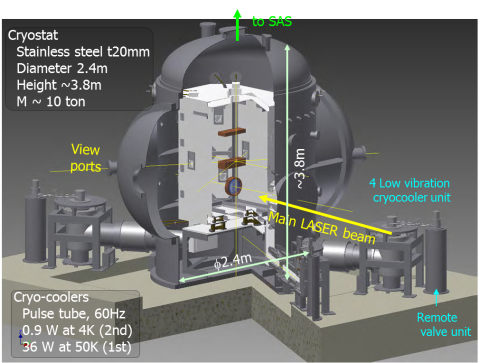 to SAS
Cryostat
Stainless steel t20mm
Diameter 2.4m
Height ~3.8m
M ~ 10 ton
View
ports
~3.8m
4 Low vibration
cryocooler unit
Main LASER beam
ϕ2.4m
Cryo-coolers
Pulse tube, 60Hz
0.9 W at 4K (2nd)
36 W at 50K (1st)
Remote
valve unit